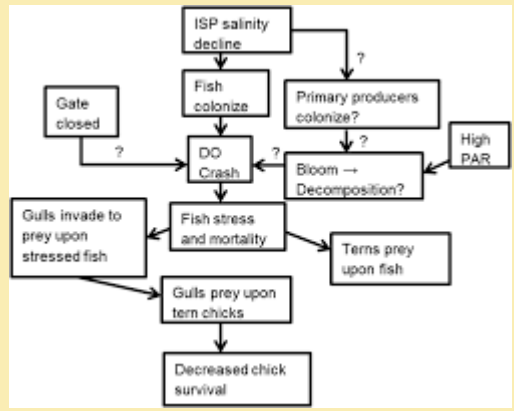 ISP salinity
decline
?
Fish
colonize
Primary producers
colonize?
Gate
closed
?
DO
Crash
?
?
Bloom →
Decomposition?
High
PAR
Gulls invade to
prey upon
stressed fish
Fish stress
and mortality
Terns prey
upon fish
Gulls prey upon
tern chicks
Decreased chick
survival